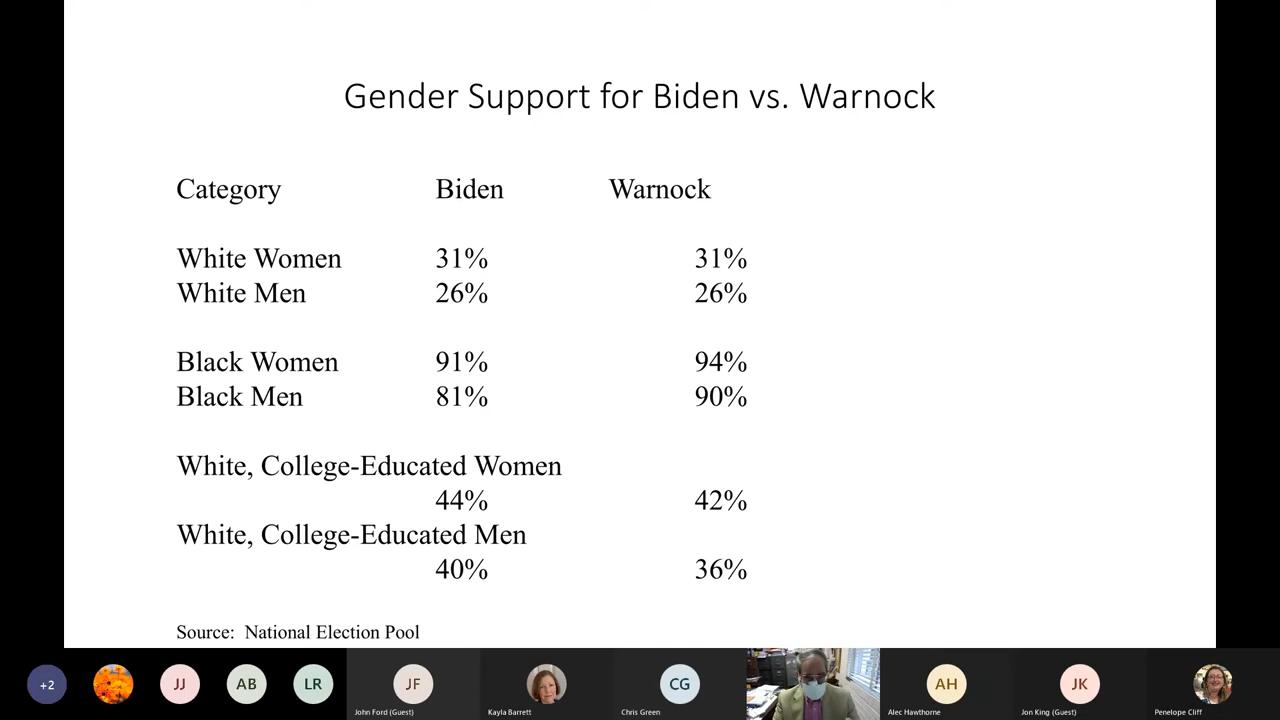 Gender Support for Biden vs. Warnock
Category Biden Warnock
White Women 31% 31%
White Men 26% 26%
Black Women 91% 94%
Black Men 81% 90%
White, College-Educated Women
44% 42%
White, College-Educated Men
40% 36%
Source: National Election Pool
+2 JJ AB LR JF CG AH JK
John Ford (Guest) Kayla Barrett Chris Green Alec Hawthorne Jon King (Guest) Penelope Cliff